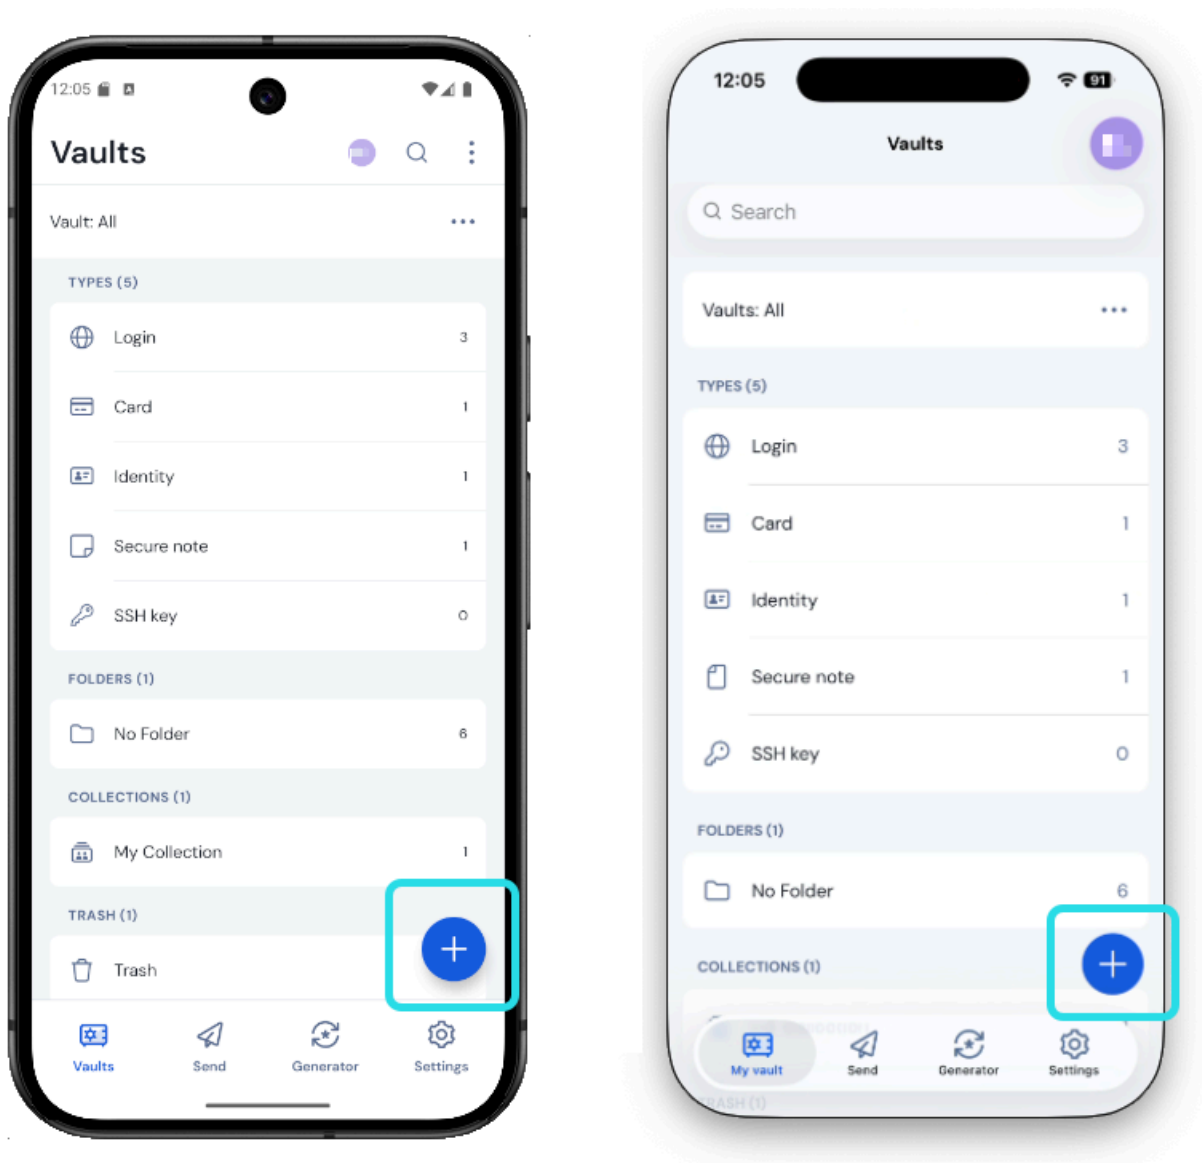 12:05
Vaults
Vault: All
TYPES (5)
Login 3
Card 1
Identity 1
Secure note 1
SSH key 0
FOLDERS (1)
No Folder 6
COLLECTIONS (1)
My Collection 1
TRASH (1)
Trash
Vaults Send Generator Settings
12:05 91
Vaults
Search
Vaults: All
TYPES (5)
Login 3
Card 1
Identity 1
Secure note 1
SSH key 0
FOLDERS (1)
No Folder 6
COLLECTIONS (1)
My vault Send Generator Settings
TRASH (1)